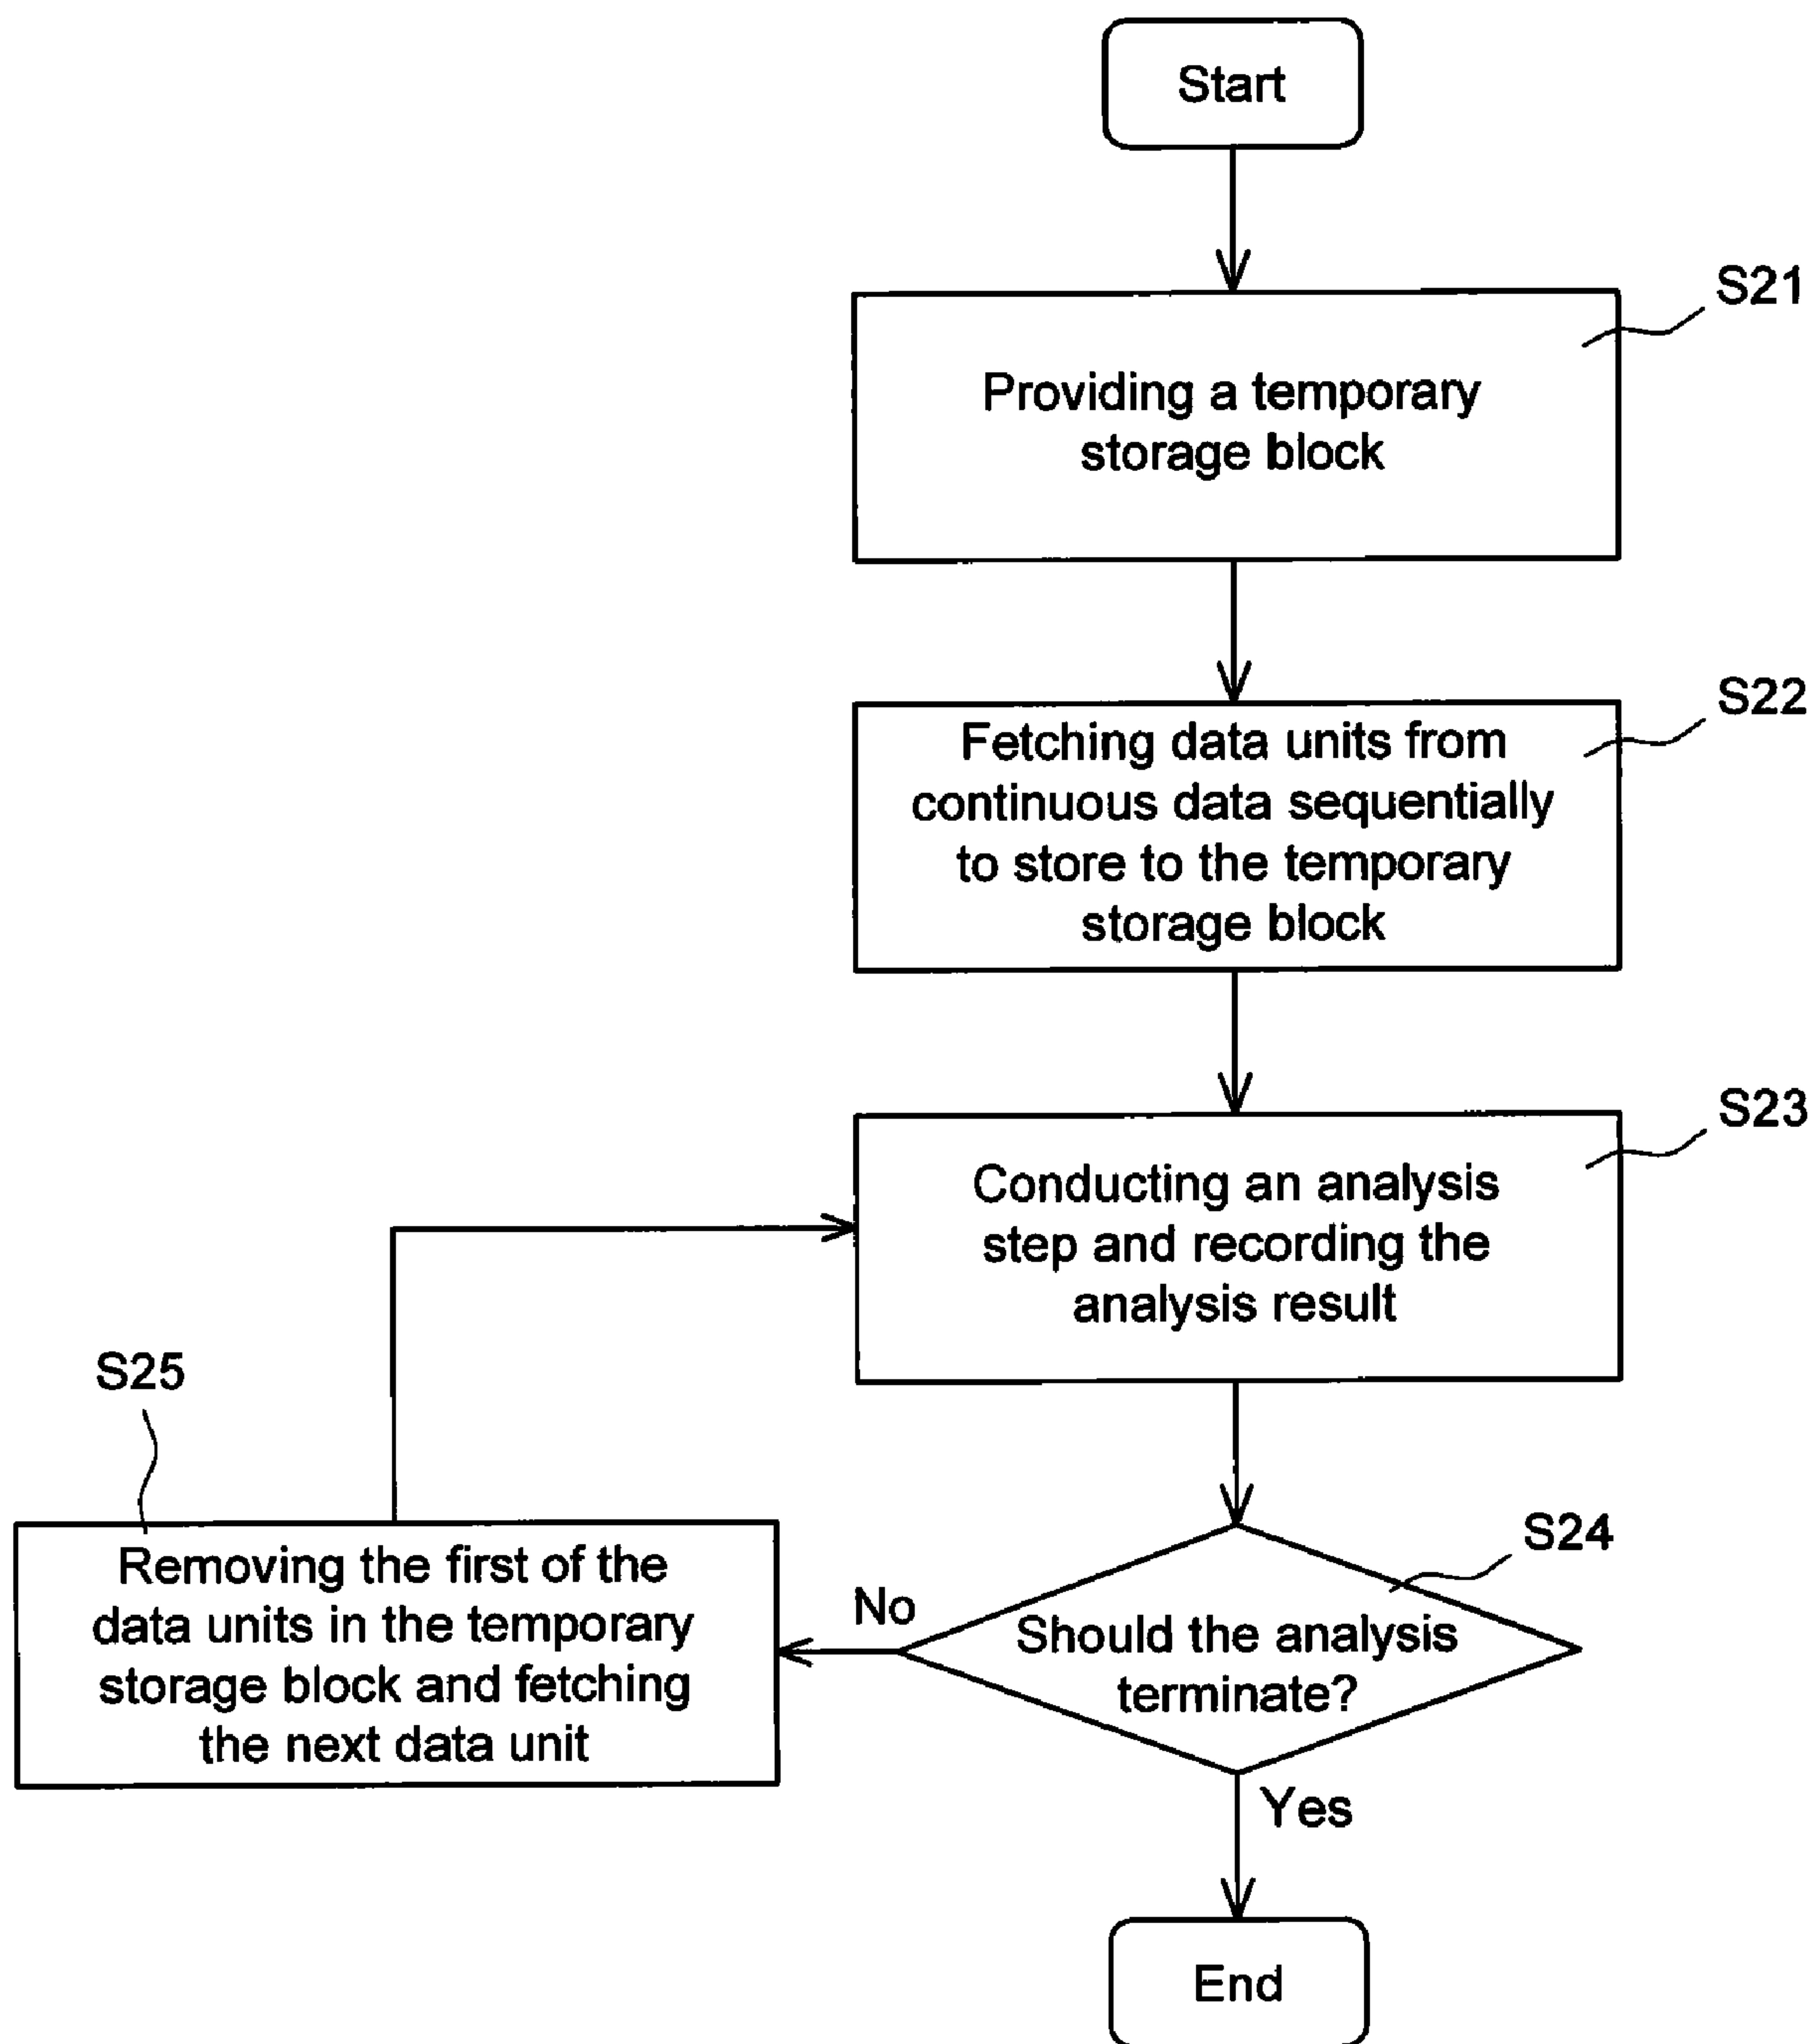 Start
S21
Providing a temporary
storage block
S22
Fetching data units from
continuous data sequentially
to store to the temporary
storage block
S23
Conducting an analysis
step and recording the
analysis result
S24
Should the analysis
terminate?
No
S25
Removing the first of the
data units in the temporary
storage block and fetching
the next data unit
Yes
End